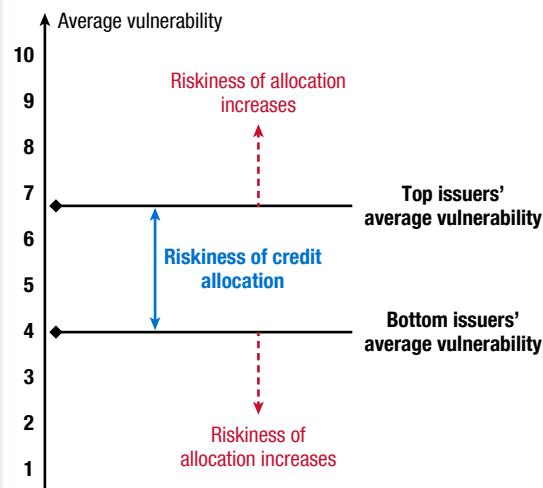 Average vulnerability
10
9
8
7
6
5
4
3
2
1
Riskiness of allocation
increases
Top issuers'
average vulnerability
Riskiness of credit
allocation
Bottom issuers'
average vulnerability
Riskiness of
allocation increases